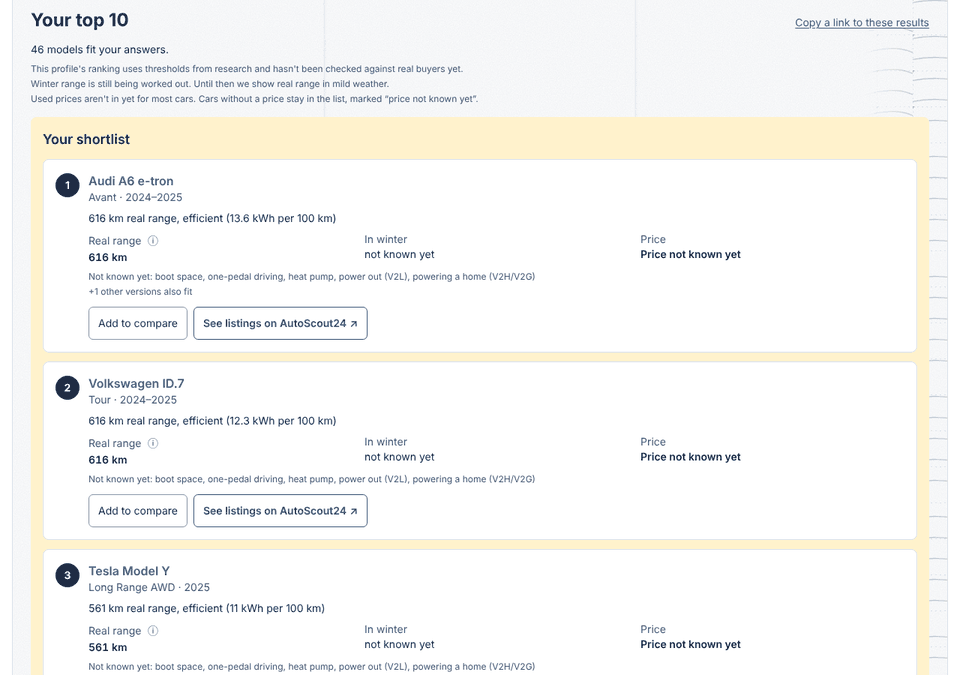 Your top 10
Copy a link to these results
46 models fit your answers.
This profile's ranking uses thresholds from research and hasn't been checked against real buyers yet.
Winter range is still being worked out. Until then we show real range in mild weather.
Used prices aren't in yet for most cars. Cars without a price stay in the list, marked “price not known yet”.
Your shortlist
1
Audi A6 e-tron
Avant · 2024–2025
616 km real range, efficient (13.6 kWh per 100 km)
Real range ⓘ
616 km
In winter
not known yet
Price
Price not known yet
Not known yet: boot space, one-pedal driving, heat pump, power out (V2L), powering a home (V2H/V2G)
+1 other versions also fit
Add to compare
See listings on AutoScout24 ↗
2
Volkswagen ID.7
Tour · 2024–2025
616 km real range, efficient (12.3 kWh per 100 km)
Real range ⓘ
616 km
In winter
not known yet
Price
Price not known yet
Not known yet: boot space, one-pedal driving, heat pump, power out (V2L), powering a home (V2H/V2G)
Add to compare
See listings on AutoScout24 ↗
3
Tesla Model Y
Long Range AWD · 2025
561 km real range, efficient (11 kWh per 100 km)
Real range ⓘ
561 km
In winter
not known yet
Price
Price not known yet
Not known yet: boot space, one-pedal driving, heat pump, power out (V2L), powering a home (V2H/V2G)